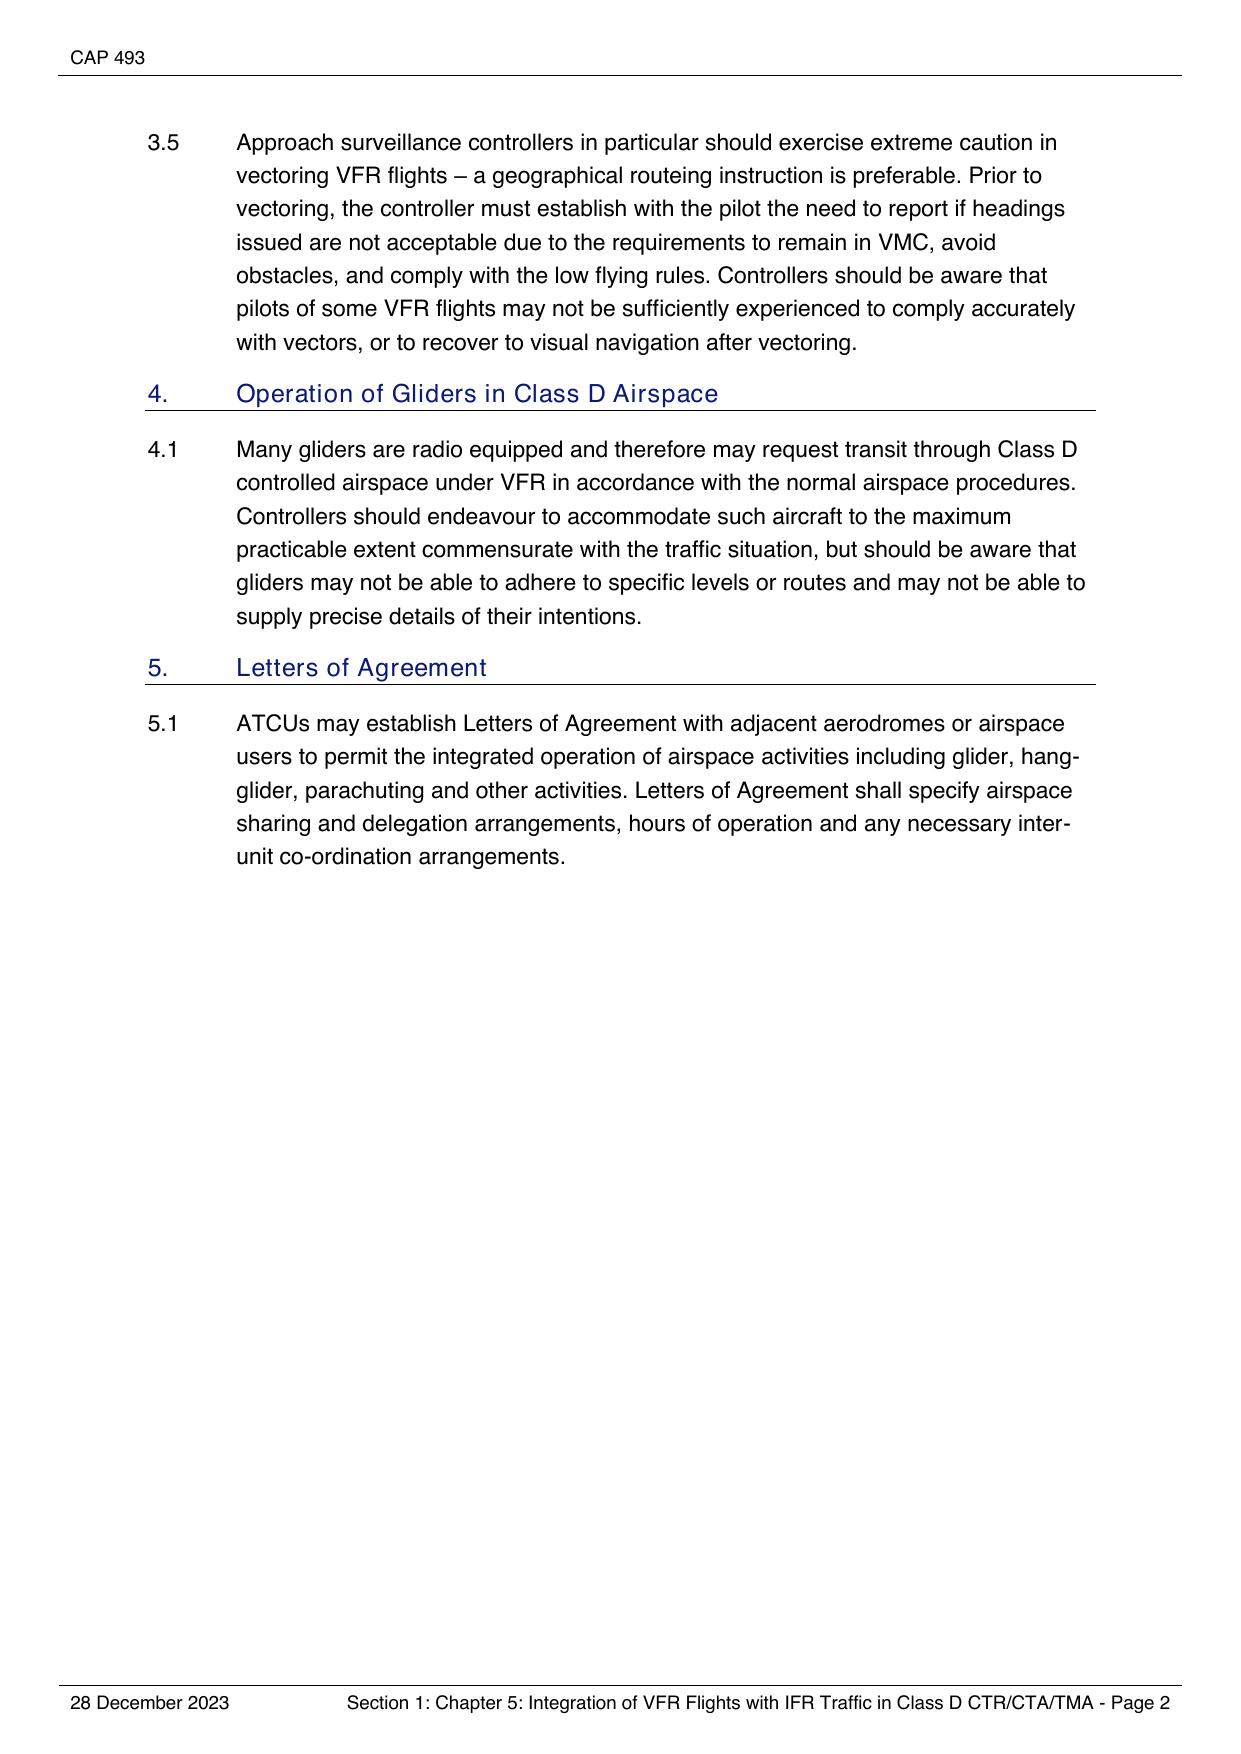 CAP 493
3.5 Approach surveillance controllers in particular should exercise extreme caution in
vectoring VFR flights – a geographical routeing instruction is preferable. Prior to
vectoring, the controller must establish with the pilot the need to report if headings
issued are not acceptable due to the requirements to remain in VMC, avoid
obstacles, and comply with the low flying rules. Controllers should be aware that
pilots of some VFR flights may not be sufficiently experienced to comply accurately
with vectors, or to recover to visual navigation after vectoring.
4. Operation of Gliders in Class D Airspace
4.1 Many gliders are radio equipped and therefore may request transit through Class D
controlled airspace under VFR in accordance with the normal airspace procedures.
Controllers should endeavour to accommodate such aircraft to the maximum
practicable extent commensurate with the traffic situation, but should be aware that
gliders may not be able to adhere to specific levels or routes and may not be able to
supply precise details of their intentions.
5. Letters of Agreement
5.1 ATCUs may establish Letters of Agreement with adjacent aerodromes or airspace
users to permit the integrated operation of airspace activities including glider, hang-
glider, parachuting and other activities. Letters of Agreement shall specify airspace
sharing and delegation arrangements, hours of operation and any necessary inter-
unit co-ordination arrangements.
28 December 2023 Section 1: Chapter 5: Integration of VFR Flights with IFR Traffic in Class D CTR/CTA/TMA - Page 2